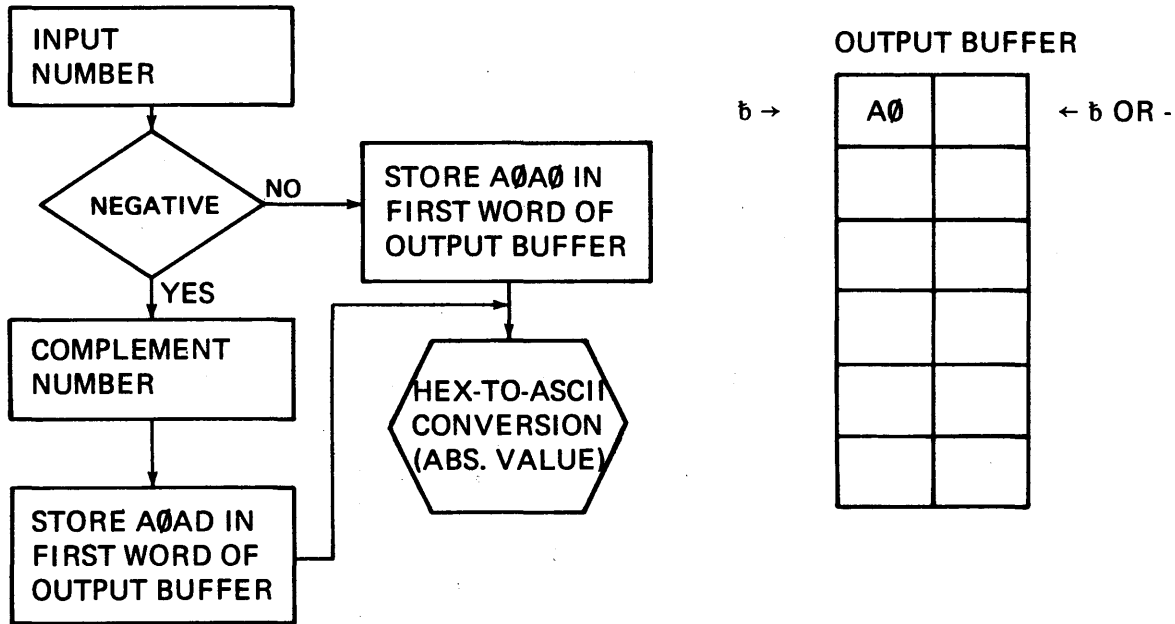 INPUT
NUMBER
NEGATIVE
NO
YES
STORE AØAØ IN
FIRST WORD OF
OUTPUT BUFFER
COMPLEMENT
NUMBER
HEX-TO-ASCII
CONVERSION
(ABS. VALUE)
STORE AØAD IN
FIRST WORD OF
OUTPUT BUFFER
OUTPUT BUFFER
ƀ → AØ ← ƀ OR -